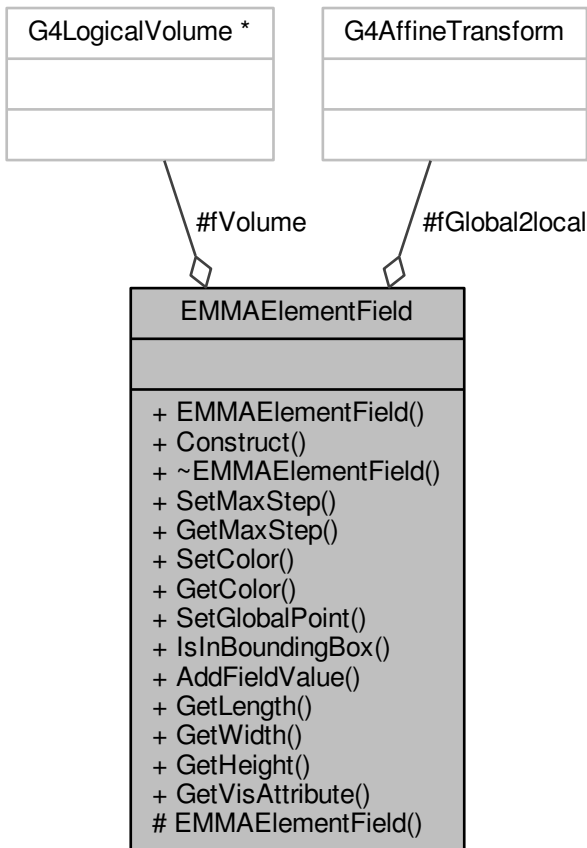 G4LogicalVolume *
G4AffineTransform
#fVolume
#fGlobal2local
EMMAElementField
+ EMMAElementField()
+ Construct()
+ ~EMMAElementField()
+ SetMaxStep()
+ GetMaxStep()
+ SetColor()
+ GetColor()
+ SetGlobalPoint()
+ IsInBoundingBox()
+ AddFieldValue()
+ GetLength()
+ GetWidth()
+ GetHeight()
+ GetVisAttribute()
# EMMAElementField()